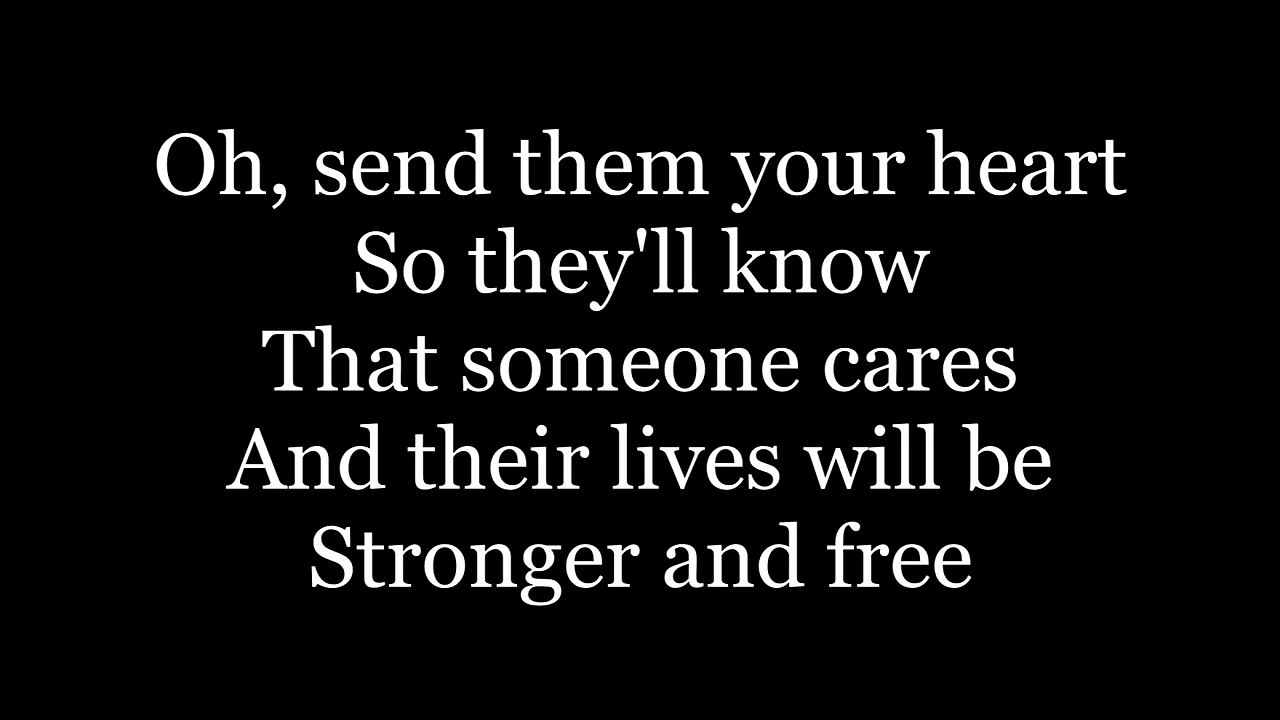 Oh, send them your heart
So they'll know
That someone cares
And their lives will be
Stronger and free